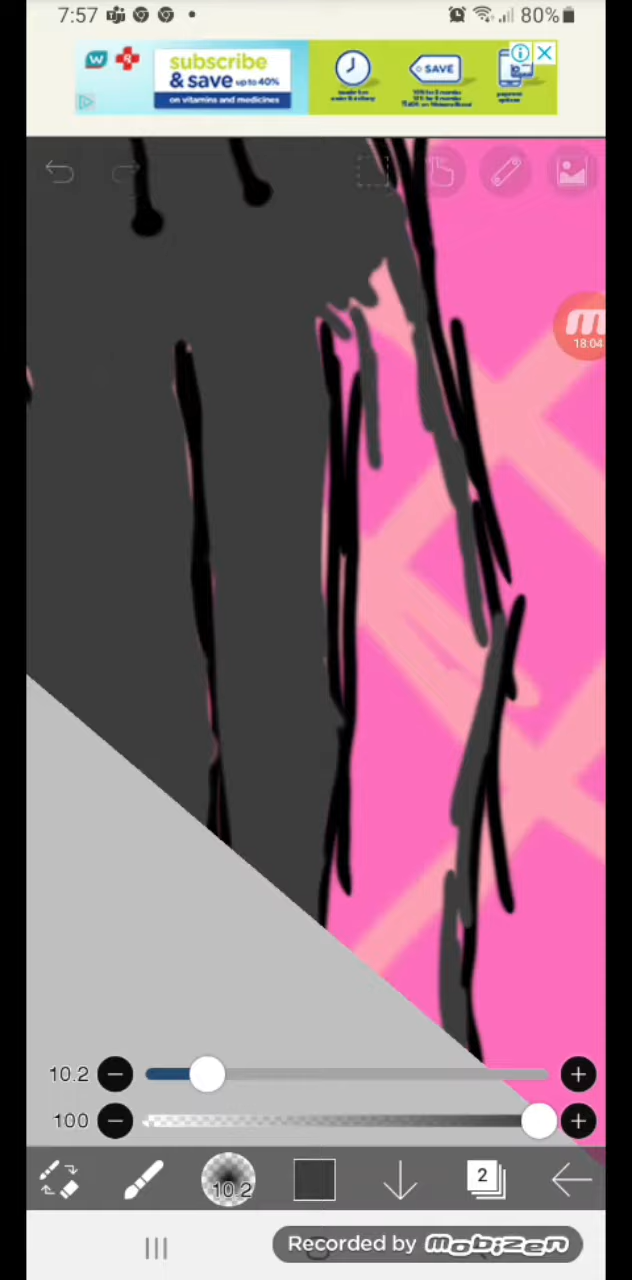 7:57
80%
subscribe
& save up to 40%
on vitamins and medicines
SAVE
18:04
10.2
100
10.2
2
Recorded by mobizen